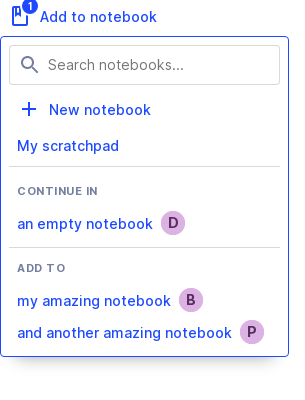 1
Add to notebook
Search notebooks...
New notebook
My scratchpad
CONTINUE IN
an empty notebook D
ADD TO
my amazing notebook B
and another amazing notebook P